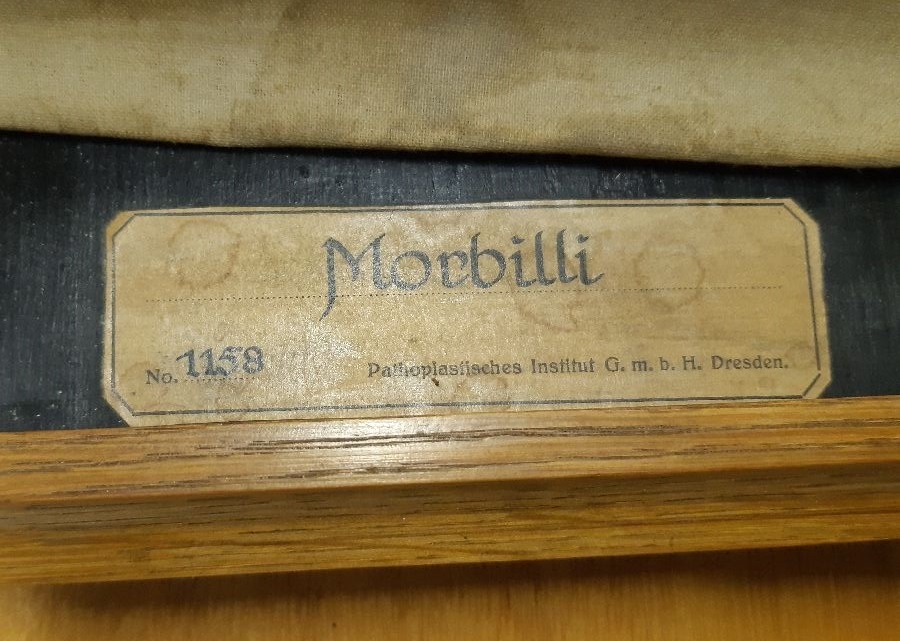 Morbilli
No. 1158
Pathoplastisches Institut G. m. b. H. Dresden.